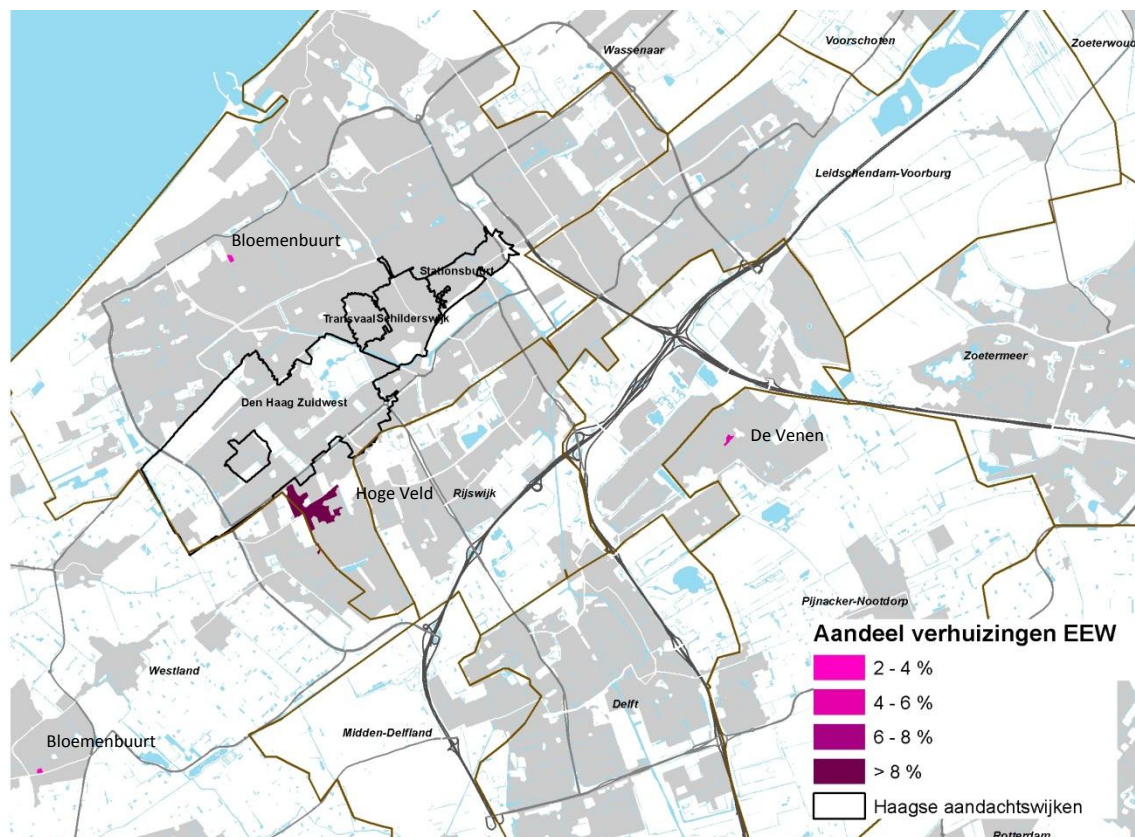 Wassenaar
Voorschoten
Zoeterwoud
Leidschendam-Voorburg
Bloemenbuurt
Stationsbuurt
Transvaal
Schilderswijk
Zoetermeer
Den Haag Zuidwest
De Venen
Hoge Veld
Rijswijk
Pijnacker-Nootdorp
Aandeel verhuizingen EEW
2 - 4 %
4 - 6 %
6 - 8 %
> 8 %
Haagse aandachtswijken
Westland
Delft
Midden-Delfland
Bloemenbuurt
Rotterdam